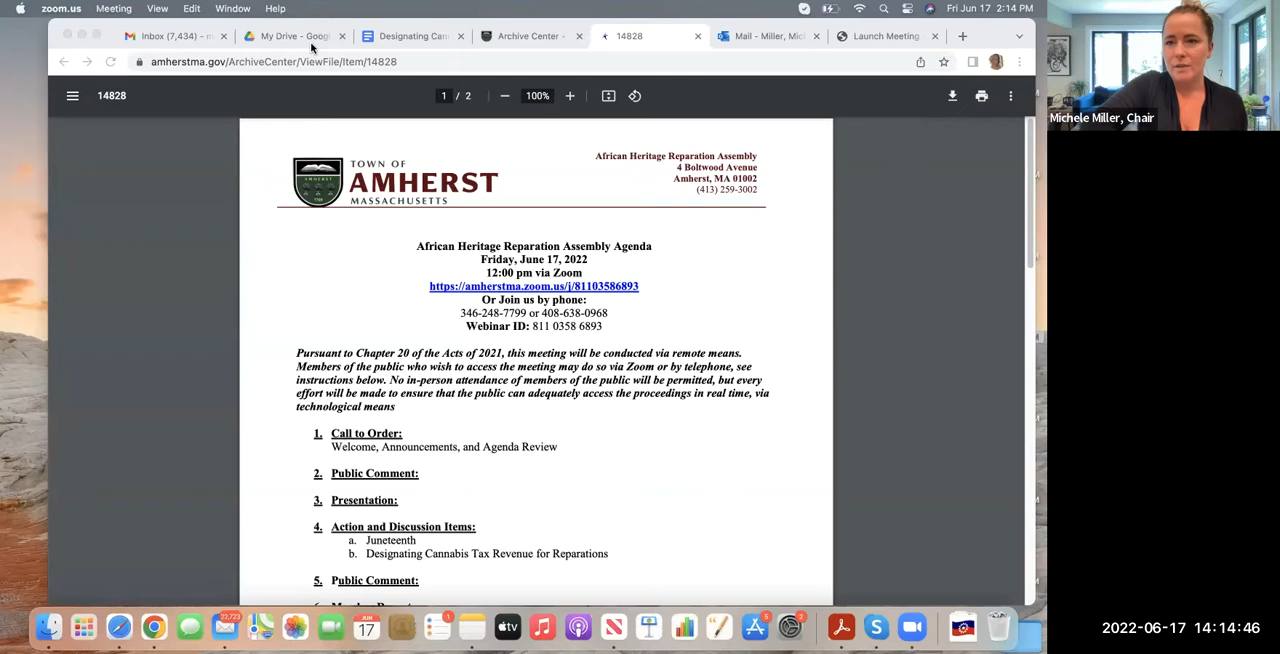 zoom.us Meeting View Edit Window Help Fri Jun 17 2:14 PM
Inbox (7,434) - m My Drive - Goog Designating Can Archive Center - 14828 Mail - Miller, Mic Launch Meeting
amherstma.gov/ArchiveCenter/ViewFile/Item/14828
14828 1 / 2 100%
Michele Miller, Chair
TOWN OF
AMHERST
MASSACHUSETTS
African Heritage Reparation Assembly
4 Boltwood Avenue
Amherst, MA 01002
(413) 259-3002
African Heritage Reparation Assembly Agenda
Friday, June 17, 2022
12:00 pm via Zoom
https://amherstma.zoom.us/j/81103586893
Or Join us by phone:
346-248-7799 or 408-638-0968
Webinar ID: 811 0358 6893
Pursuant to Chapter 20 of the Acts of 2021, this meeting will be conducted via remote means.
Members of the public who wish to access the meeting may do so via Zoom or by telephone, see
instructions below. No in-person attendance of members of the public will be permitted, but every
effort will be made to ensure that the public can adequately access the proceedings in real time, via
technological means
1. Call to Order:
Welcome, Announcements, and Agenda Review
2. Public Comment:
3. Presentation:
4. Action and Discussion Items:
a. Juneteenth
b. Designating Cannabis Tax Revenue for Reparations
5. Public Comment:
22,723
JUN
17
1
tv
5
2
2022-06-17 14:14:46